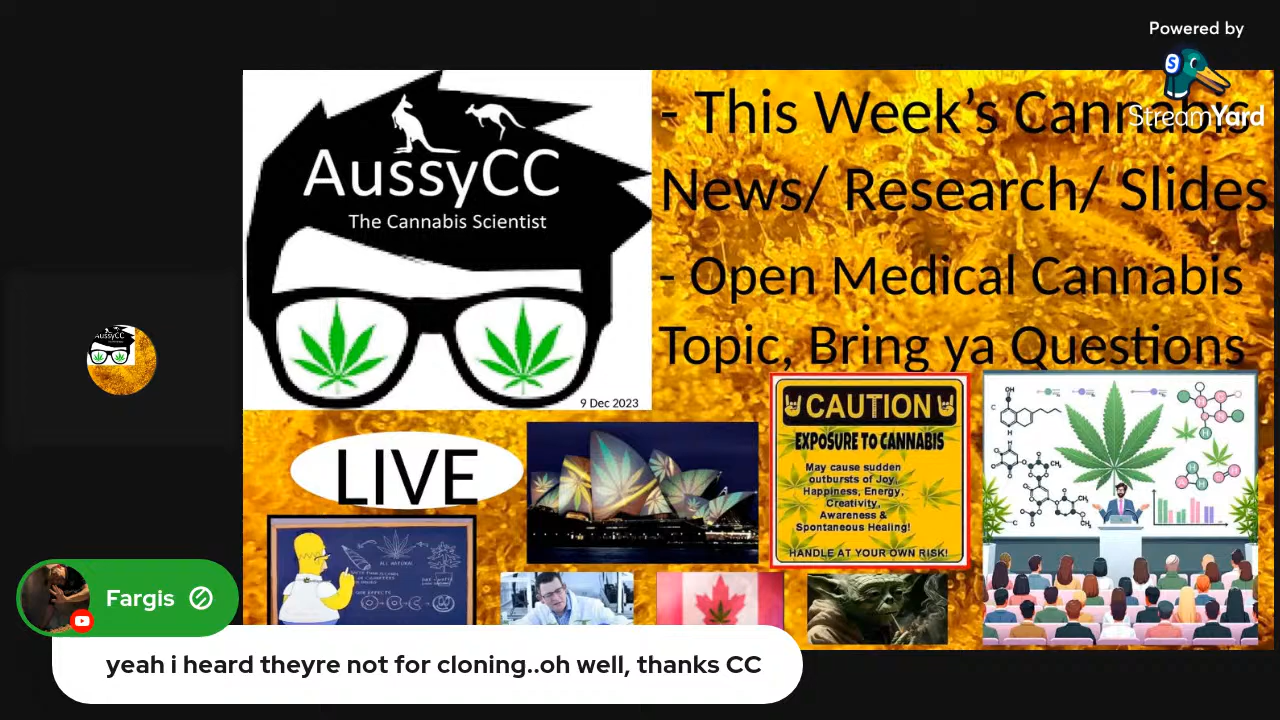 Powered by
StreamYard
- This Week's Cannabis
News/ Research/ Slides
- Open Medical Cannabis
Topic, Bring ya Questions
AussyCC
The Cannabis Scientist
9 Dec 2023
LIVE
CAUTION
EXPOSURE TO CANNABIS
May cause sudden
outbursts of Joy,
Happiness, Energy,
Creativity,
Awareness &
Spontaneous Healing!
HANDLE AT YOUR OWN RISK!
ALL NATURAL
Fargis
yeah i heard theyre not for cloning..oh well, thanks CC